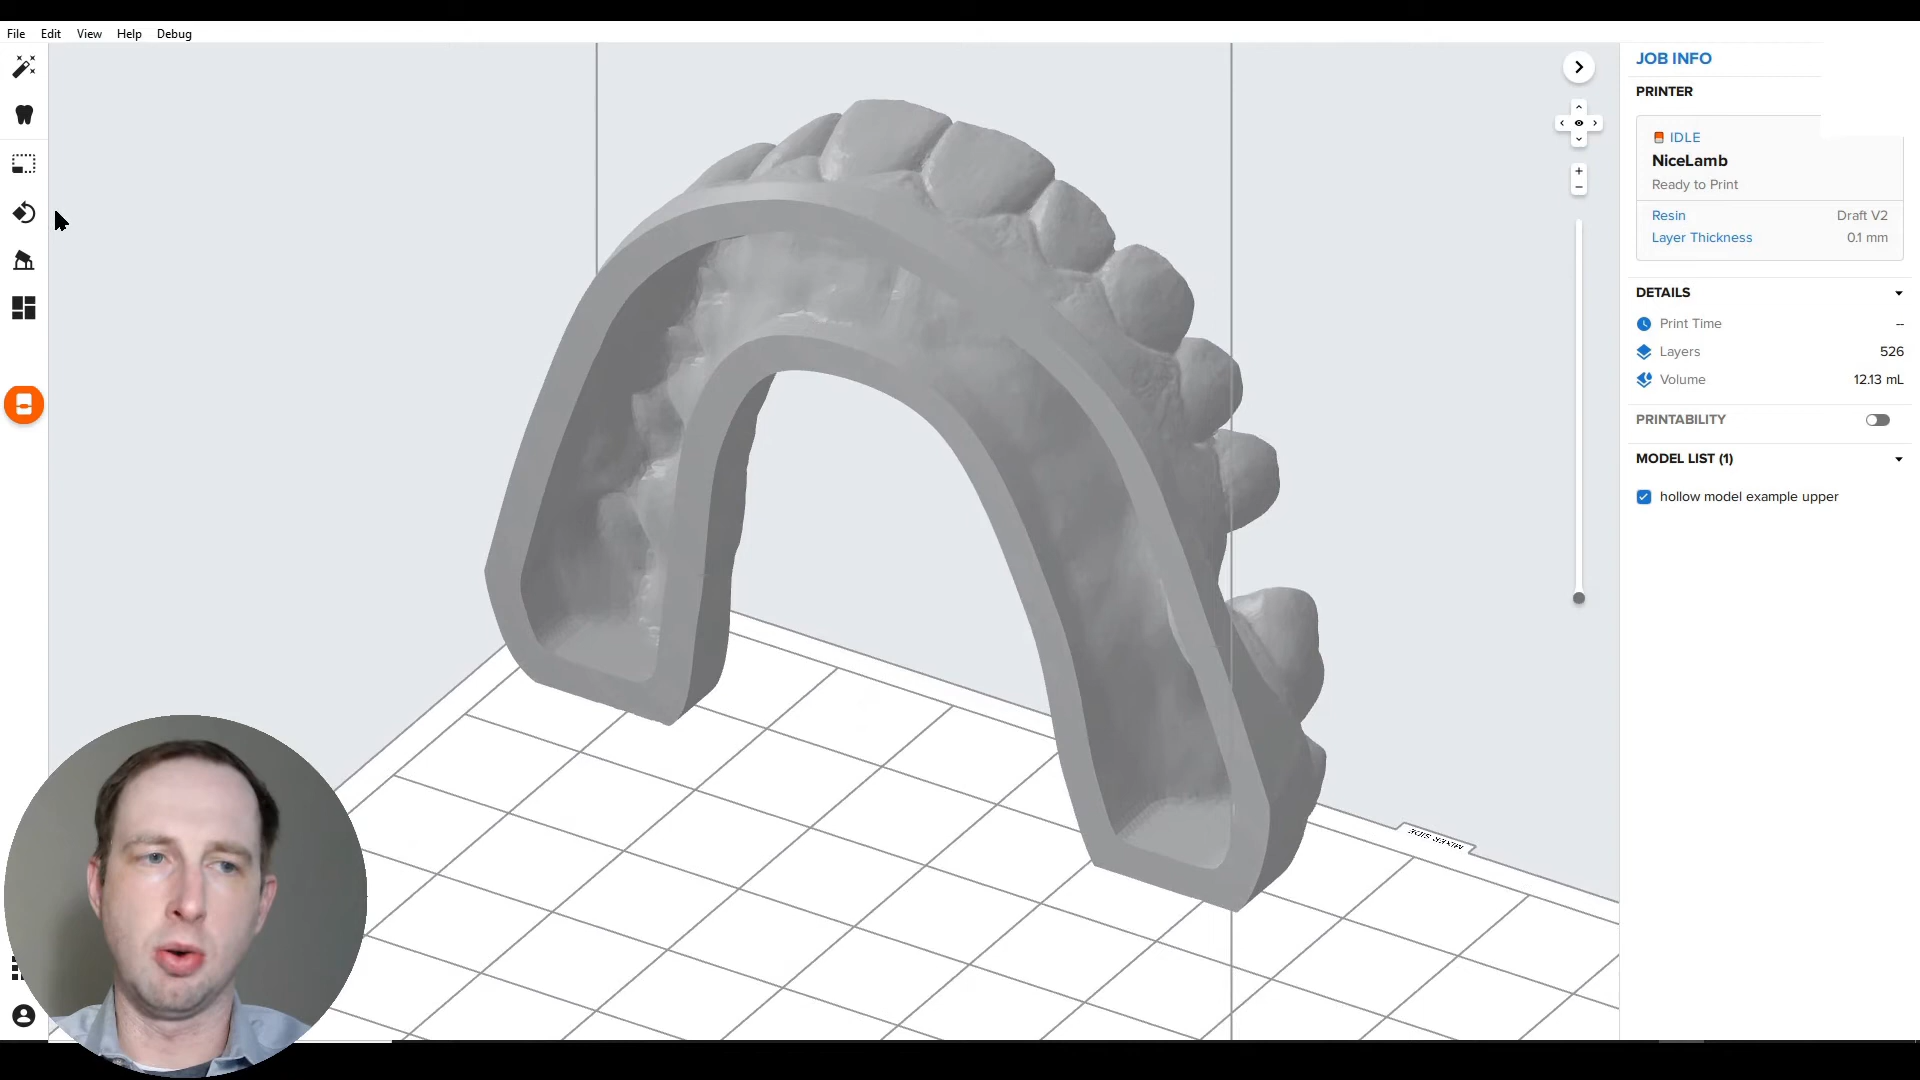 File Edit View Help Debug
JOB INFO
PRINTER
IDLE
NiceLamb
Ready to Print
Resin Draft V2
Layer Thickness 0.1 mm
DETAILS
Print Time --
Layers 526
Volume 12.13 mL
PRINTABILITY
MODEL LIST (1)
hollow model example upper
MIXER SIDE